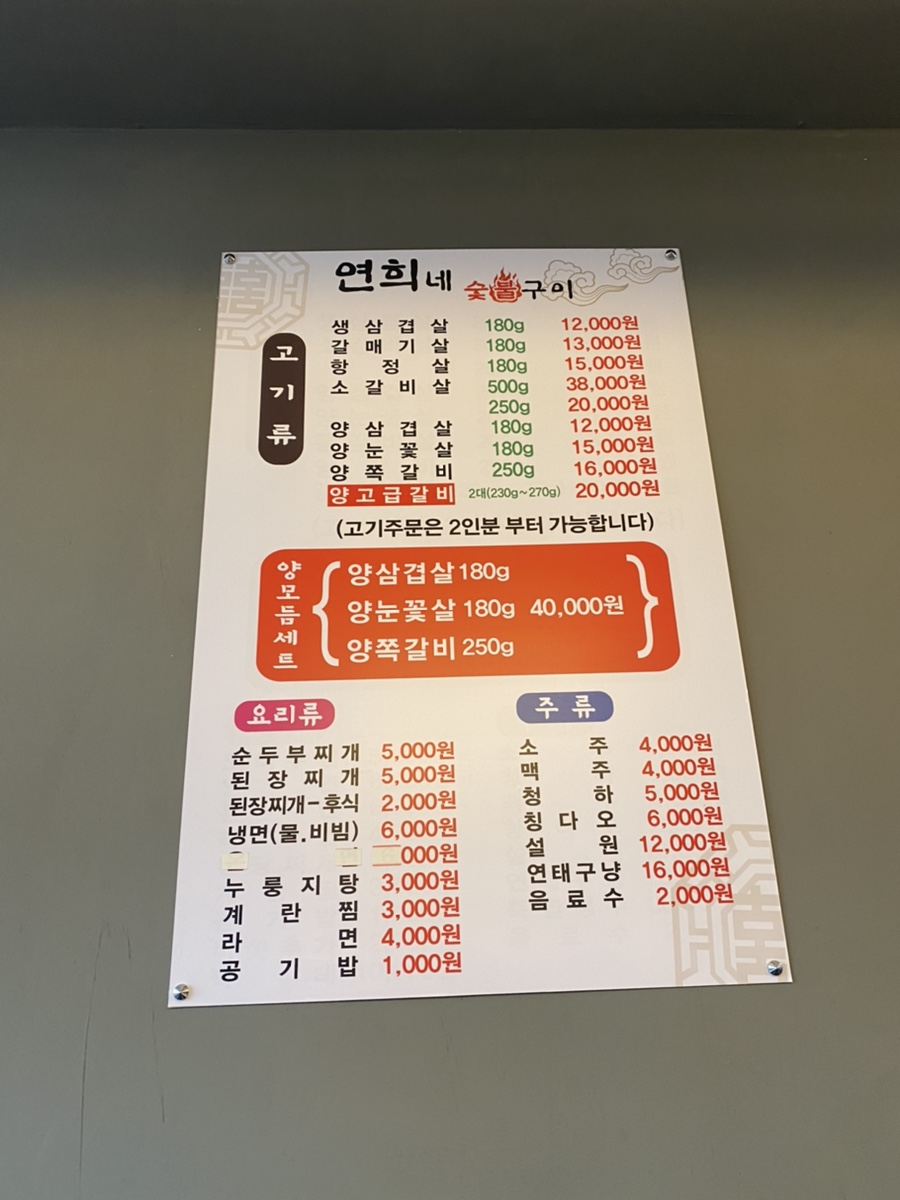 연희네 숯불구이
고기류
생삼겹살 180g 12,000원
갈매기살 180g 13,000원
항정살 180g 15,000원
소갈비살 500g 38,000원
250g 20,000원
양삼겹살 180g 12,000원
양눈꽃살 180g 15,000원
양쪽갈비 250g 16,000원
양고급갈비 2대(230g~270g) 20,000원
(고기주문은 2인분 부터 가능합니다)
양모듬세트
양삼겹살 180g
양눈꽃살 180g 40,000원
양쪽갈비 250g
요리류
순두부찌개 5,000원
된장찌개 5,000원
된장찌개-후식 2,000원
냉면(물.비빔) 6,000원
000원
누룽지탕 3,000원
계란찜 3,000원
라면 4,000원
공기밥 1,000원
주류
소주 4,000원
맥주 4,000원
청하 5,000원
칭다오 6,000원
설원 12,000원
연태구냥 16,000원
음료수 2,000원